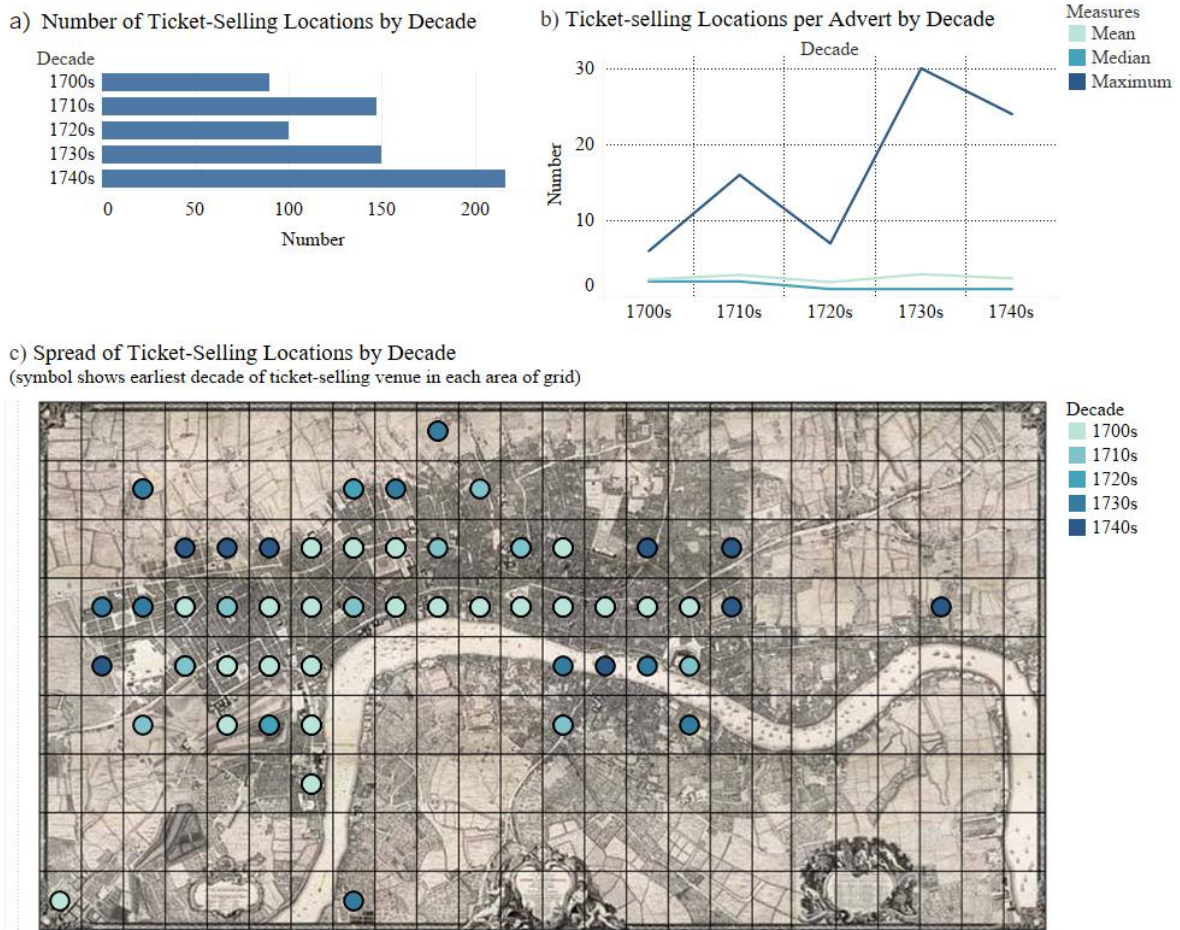 a) Number of Ticket-Selling Locations by Decade
Decade
1700s
1710s
1720s
1730s
1740s
0 50 100 150 200
Number
b) Ticket-selling Locations per Advert by Decade
Decade
30
20
10
0
Number
1700s 1710s 1720s 1730s 1740s
Measures
Mean
Median
Maximum
c) Spread of Ticket-Selling Locations by Decade
(symbol shows earliest decade of ticket-selling venue in each area of grid)
Decade
1700s
1710s
1720s
1730s
1740s